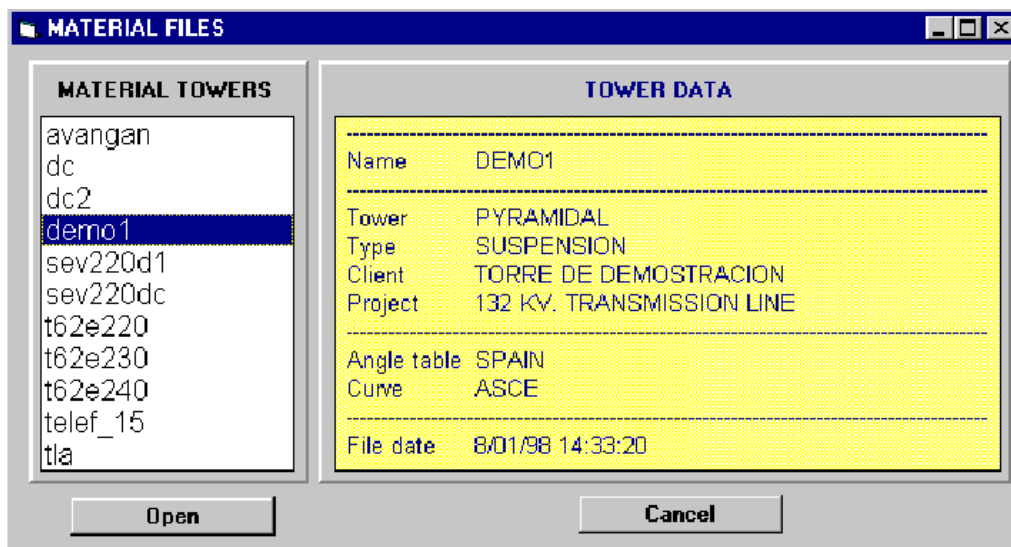 MATERIAL FILES
MATERIAL TOWERS
avangan
dc
dc2
demo1
sev220d1
sev220dc
t62e220
t62e230
t62e240
telef_15
tla
Open
TOWER DATA
Name DEMO1
Tower PYRAMIDAL
Type SUSPENSION
Client TORRE DE DEMOSTRACION
Project 132 KV. TRANSMISSION LINE
Angle table SPAIN
Curve ASCE
File date 8/01/98 14:33:20
Cancel